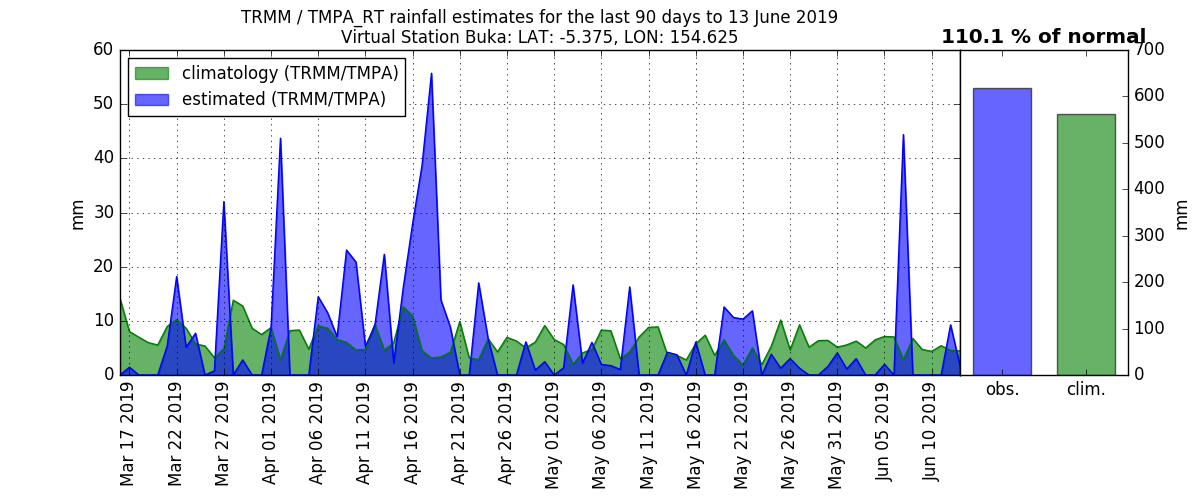 TRMM / TMPA_RT rainfall estimates for the last 90 days to 13 June 2019
Virtual Station Buka: LAT: -5.375, LON: 154.625
110.1 % of normal
climatology (TRMM/TMPA)
estimated (TRMM/TMPA)
60
50
40
30
20
10
0
mm
Mar 17 2019
Mar 22 2019
Mar 27 2019
Apr 01 2019
Apr 06 2019
Apr 11 2019
Apr 16 2019
Apr 21 2019
Apr 26 2019
May 01 2019
May 06 2019
May 11 2019
May 16 2019
May 21 2019
May 26 2019
May 31 2019
Jun 05 2019
Jun 10 2019
obs.
clim.
700
600
500
400
300
200
100
0
mm